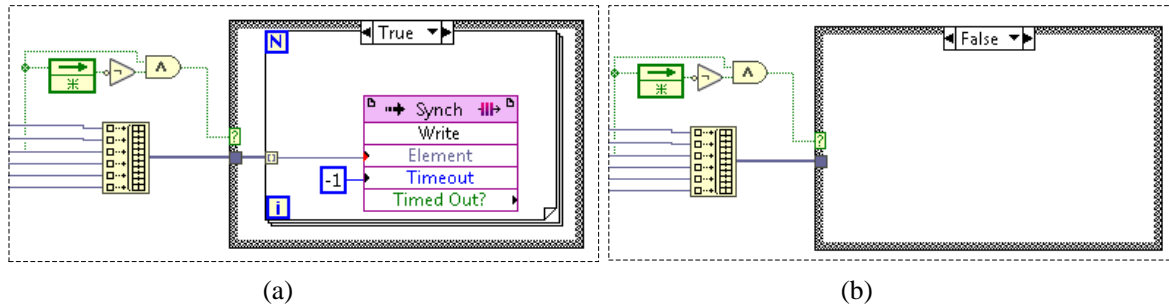 True
N
Synch
Write
Element
-1
Timeout
Timed Out?
i
?
ж
¬
∧
False
?
ж
¬
∧
(a)
(b)